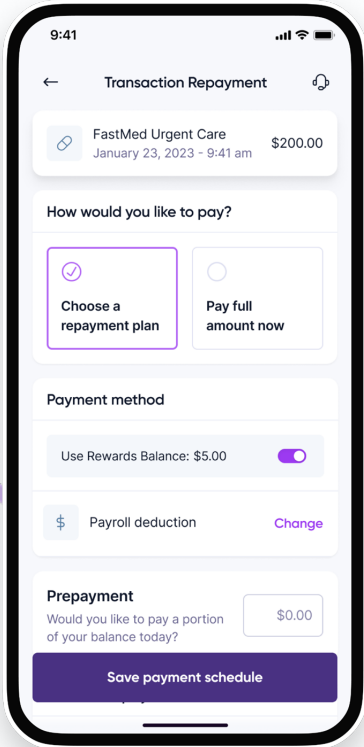 9:41
Transaction Repayment
FastMed Urgent Care
January 23, 2023 - 9:41 am
$200.00
How would you like to pay?
Choose a
repayment plan
Pay full
amount now
Payment method
Use Rewards Balance: $5.00
$
Payroll deduction
Change
Prepayment
Would you like to pay a portion
of your balance today?
$0.00
Save payment schedule